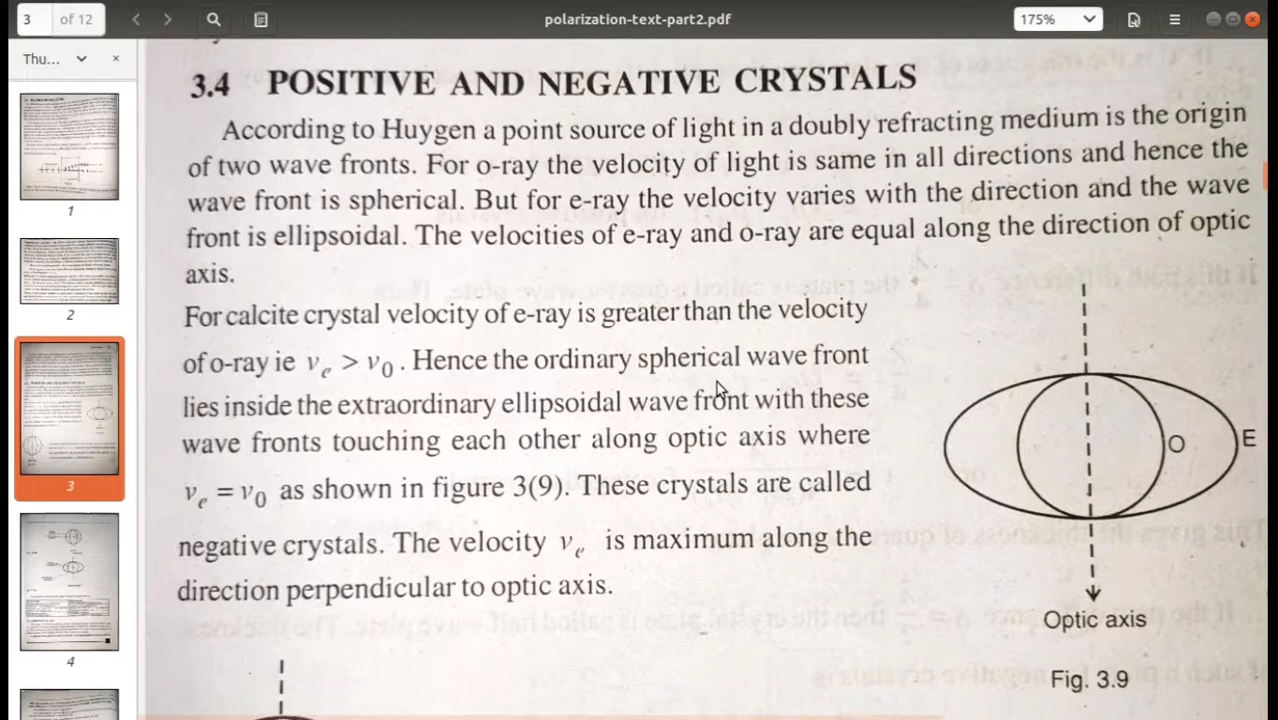 3 of 12
polarization-text-part2.pdf
175%
Thu...
1
2
3
4
3.4 POSITIVE AND NEGATIVE CRYSTALS
According to Huygen a point source of light in a doubly refracting medium is the origin
of two wave fronts. For o-ray the velocity of light is same in all directions and hence the
wave front is spherical. But for e-ray the velocity varies with the direction and the wave
front is ellipsoidal. The velocities of e-ray and o-ray are equal along the direction of optic
axis.
For calcite crystal velocity of e-ray is greater than the velocity
of o-ray ie vₑ > v₀. Hence the ordinary spherical wave front
lies inside the extraordinary ellipsoidal wave front with these
wave fronts touching each other along optic axis where
vₑ = v₀ as shown in figure 3(9). These crystals are called
negative crystals. The velocity vₑ is maximum along the
direction perpendicular to optic axis.
O
E
Optic axis
Fig. 3.9